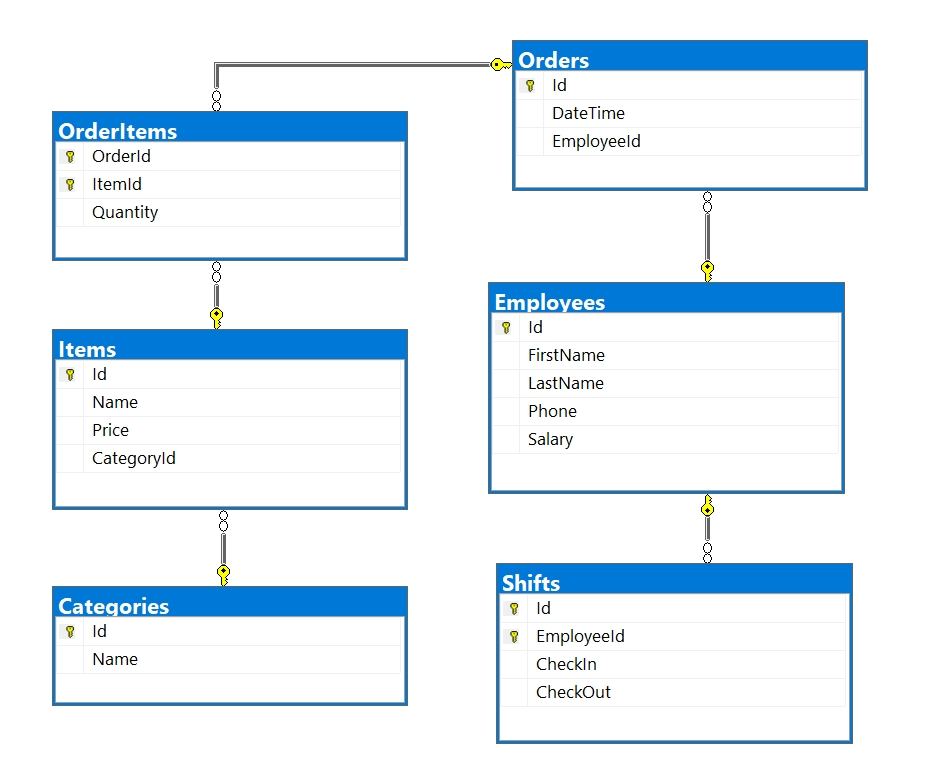 Orders
Id
DateTime
EmployeeId
OrderItems
OrderId
ItemId
Quantity
Employees
Id
FirstName
LastName
Phone
Salary
Items
Id
Name
Price
CategoryId
Shifts
Id
EmployeeId
CheckIn
CheckOut
Categories
Id
Name